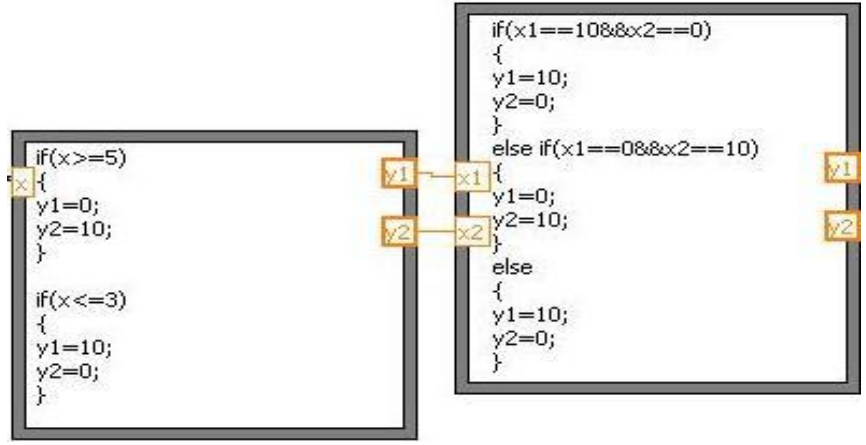 x
if(x>=5)
{
y1=0;
y2=10;
}
if(x<=3)
{
y1=10;
y2=0;
}
y1
y2
x1
x2
if(x1==10&&x2==0)
{
y1=10;
y2=0;
}
else if(x1==0&&x2==10)
{
y1=0;
y2=10;
}
else
{
y1=10;
y2=0;
}
y1
y2